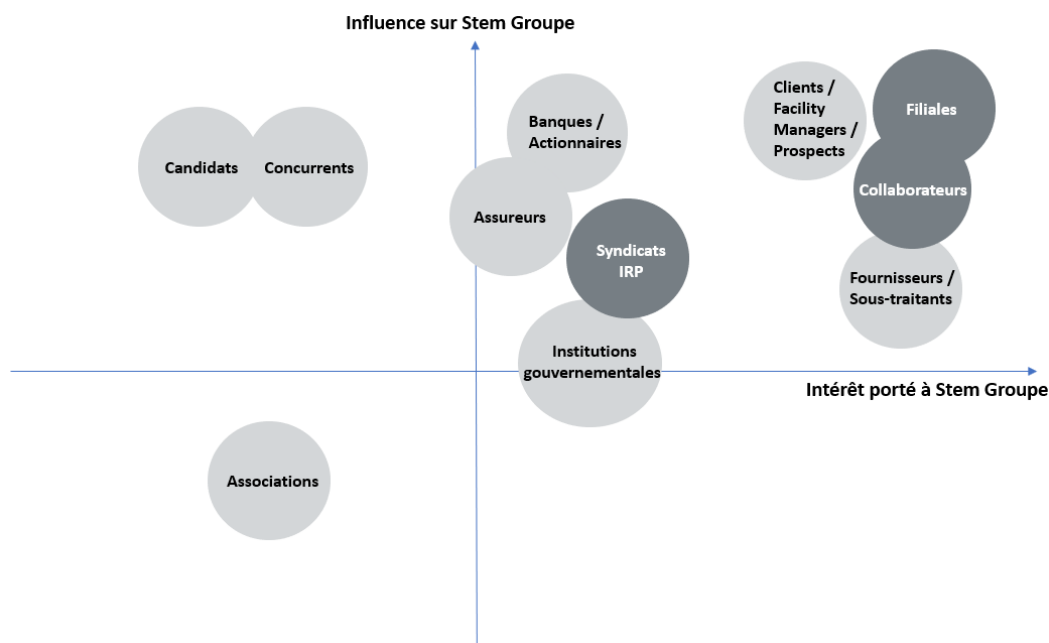 Influence sur Stem Groupe
Candidats
Concurrents
Banques /
Actionnaires
Assureurs
Syndicats
IRP
Institutions
gouvernementales
Clients /
Facility
Managers /
Prospects
Filiales
Collaborateurs
Fournisseurs /
Sous-traitants
Intérêt porté à Stem Groupe
Associations